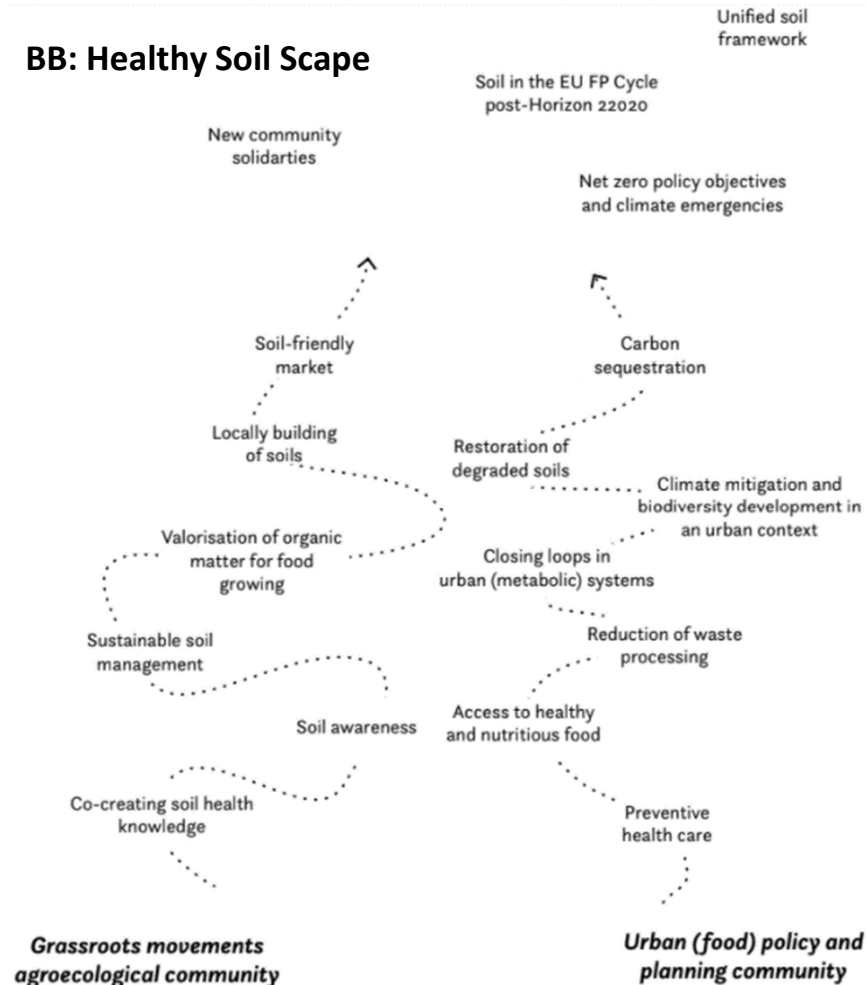 Unified soil
framework
BB: Healthy Soil Scape
Soil in the EU FP Cycle
post-Horizon 22020
New community
solidarties
Net zero policy objectives
and climate emergencies
Soil-friendly
market
Carbon
sequestration
Locally building
of soils
Restoration of
degraded soils
Climate mitigation and
biodiversity development in
an urban context
Valorisation of organic
matter for food
growing
Closing loops in
urban (metabolic) systems
Sustainable soil
management
Reduction of waste
processing
Soil awareness
Access to healthy
and nutritious food
Co-creating soil health
knowledge
Preventive
health care
Grassroots movements
agroecological community
Urban (food) policy and
planning community